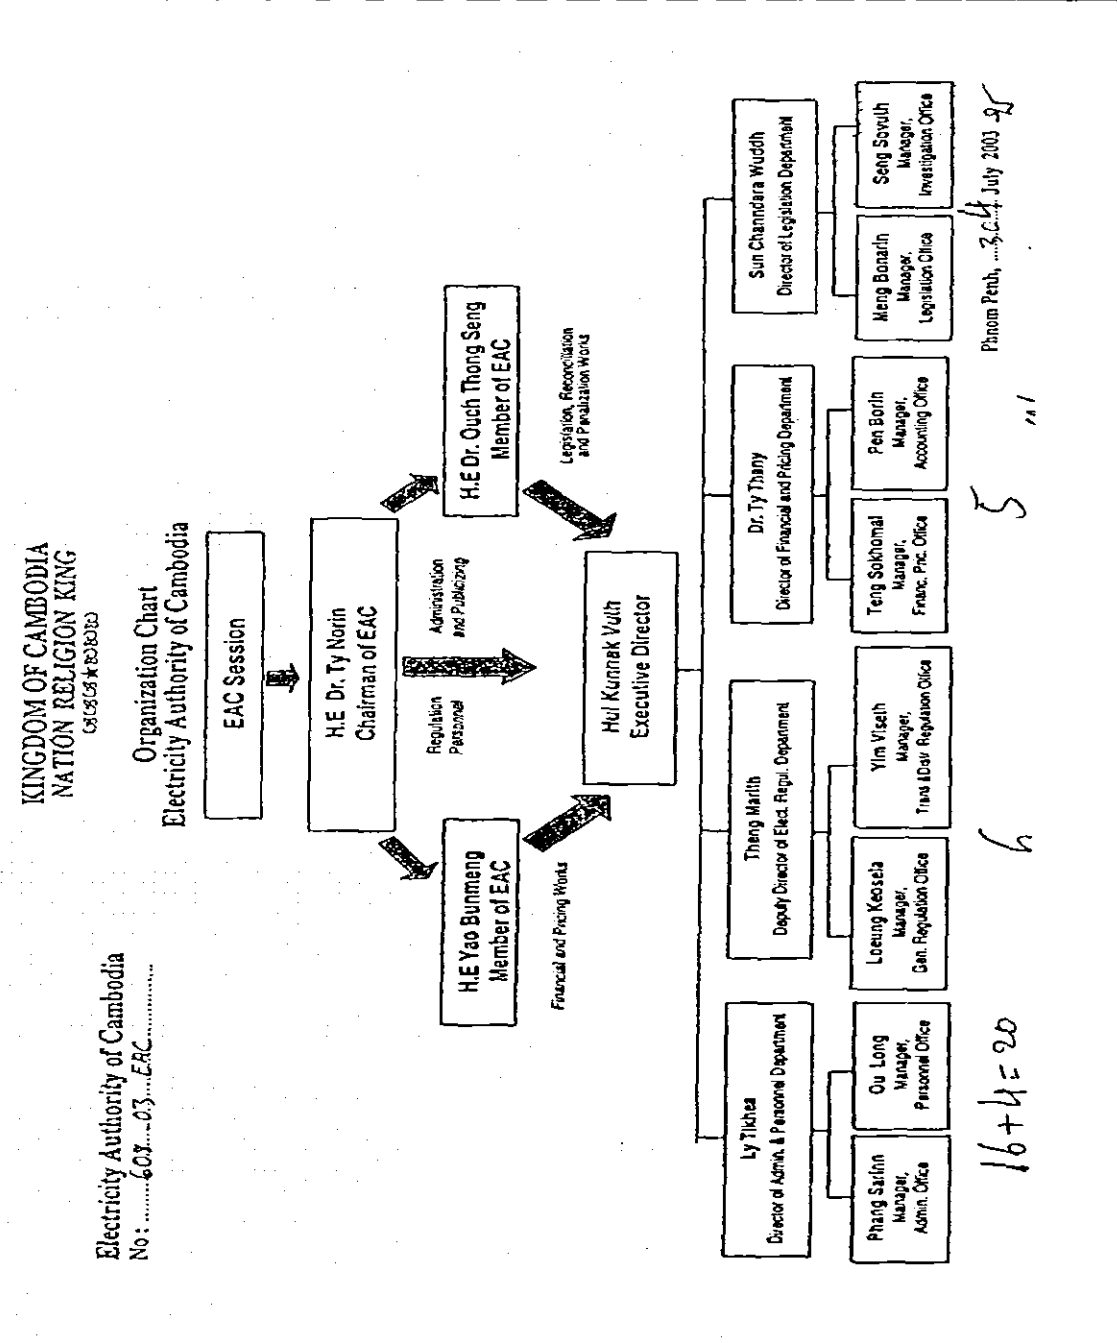 KINGDOM OF CAMBODIA
NATION RELIGION KING
Electricity Authority of Cambodia
No: 608 03 EAC
Organization Chart
Electricity Authority of Cambodia
EAC Session
H.E Dr. Ty Norin
Chairman of EAC
H.E Yao Bunmeng
Member of EAC
H.E Dr. Ouch Thong Seng
Member of EAC
Regulation
Personnel
Administration
and Publicizing
Financial and Pricing Works
Legislation, Reconciliation
and Penalization Works
Hul Kunnak Vuth
Executive Director
Ly Tikhea
Director of Admin. & Personnel Department
Theng Marith
Deputy Director of Elect. Regul. Department
Dr. Ty Thany
Director of Financial and Pricing Department
Sun Channdara Wuddh
Director of Legislation Department
Phang Sarinn
Manager,
Admin. Office
Ou Long
Manager,
Personnel Office
Loeung Keosela
Manager,
Gen. Regulation Office
Yim Viseth
Manager,
Trans &Dev. Regulation Office
Teng Sokhomal
Manager,
Financ. Pric. Office
Pen Borin
Manager,
Accounting Office
Meng Bonarin
Manager,
Legislation Office
Seng Sovuth
Manager,
Investigation Office
Phnom Penh, July 2003
16+4=20
5